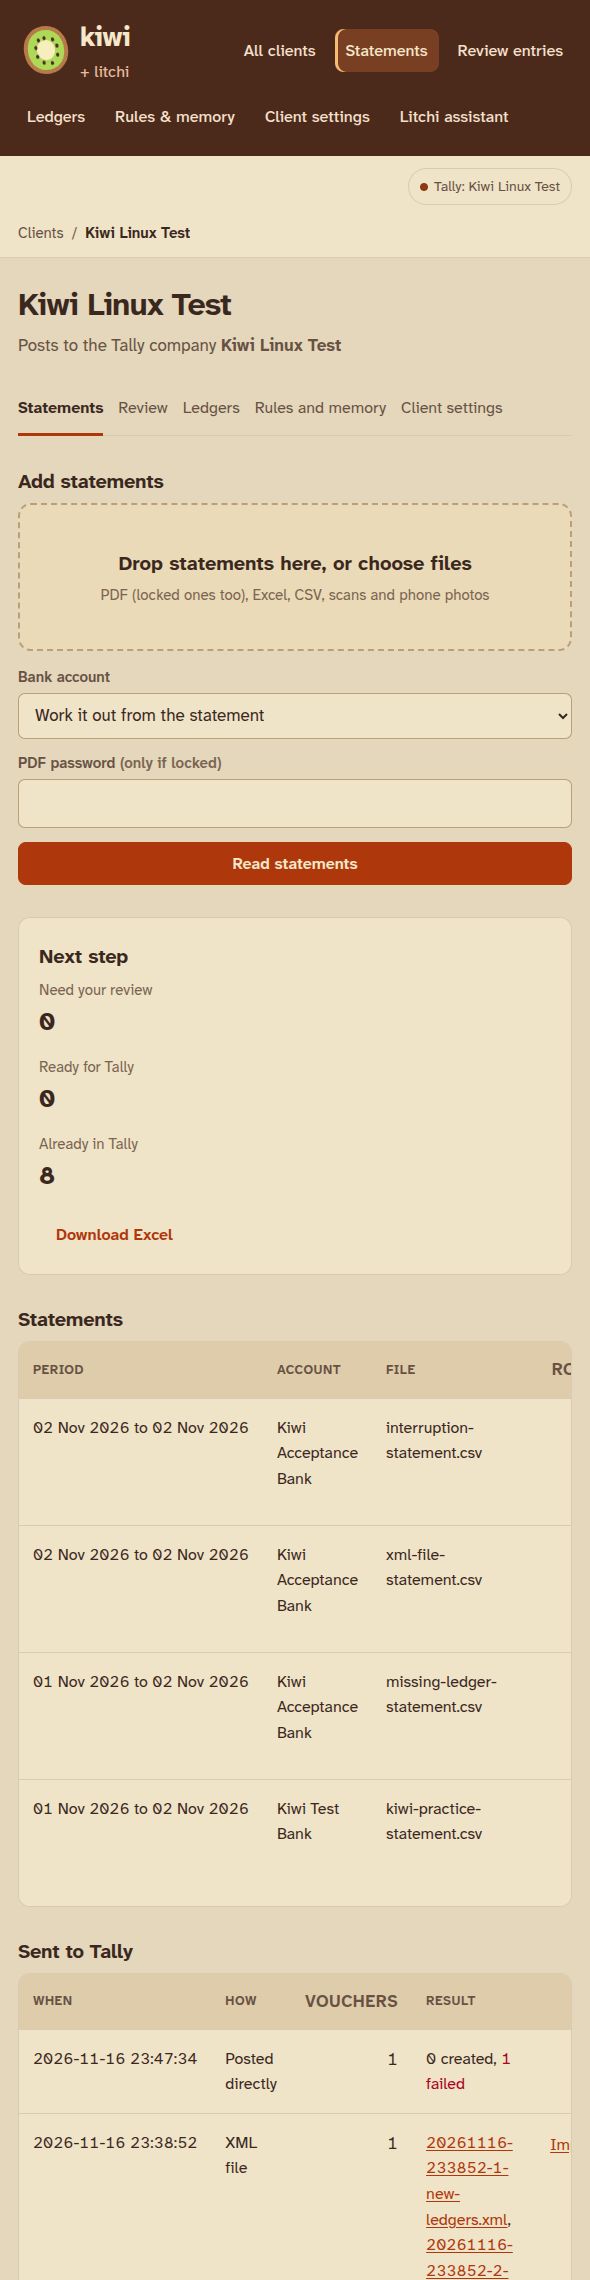 kiwi
+ litchi
All clients
Statements
Review entries
Ledgers
Rules & memory
Client settings
Litchi assistant
Tally: Kiwi Linux Test
Clients / Kiwi Linux Test
Kiwi Linux Test
Posts to the Tally company Kiwi Linux Test
Statements Review Ledgers Rules and memory Client settings
Add statements
Drop statements here, or choose files
PDF (locked ones too), Excel, CSV, scans and phone photos
Bank account
Work it out from the statement
PDF password (only if locked)
Read statements
Next step
Need your review
0
Ready for Tally
0
Already in Tally
8
Download Excel
Statements
PERIOD ACCOUNT FILE
02 Nov 2026 to 02 Nov 2026
Kiwi
Acceptance
Bank
interruption-
statement.csv
02 Nov 2026 to 02 Nov 2026
Kiwi
Acceptance
Bank
xml-file-
statement.csv
01 Nov 2026 to 02 Nov 2026
Kiwi
Acceptance
Bank
missing-ledger-
statement.csv
01 Nov 2026 to 02 Nov 2026
Kiwi Test
Bank
kiwi-practice-
statement.csv
Sent to Tally
WHEN HOW VOUCHERS RESULT
2026-11-16 23:47:34
Posted
directly
1
0 created, 1
failed
2026-11-16 23:38:52
XML
file
1
20261116-
233852-1-
new-
ledgers.xml,
20261116-
233852-2-